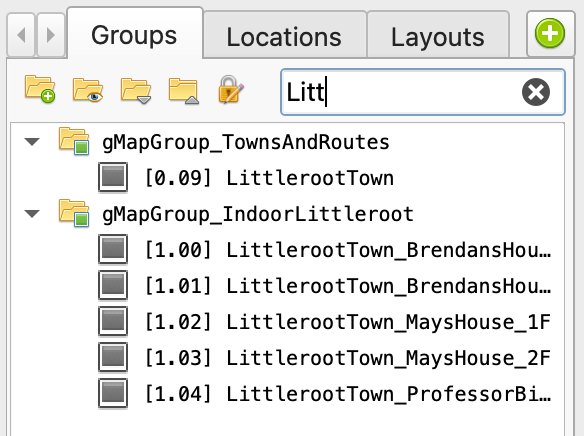 Groups
Locations
Layouts
Litt
gMapGroup_TownsAndRoutes
[0.09] LittlerootTown
gMapGroup_IndoorLittleroot
[1.00] LittlerootTown_BrendansHou…
[1.01] LittlerootTown_BrendansHou…
[1.02] LittlerootTown_MaysHouse_1F
[1.03] LittlerootTown_MaysHouse_2F
[1.04] LittlerootTown_ProfessorBi…